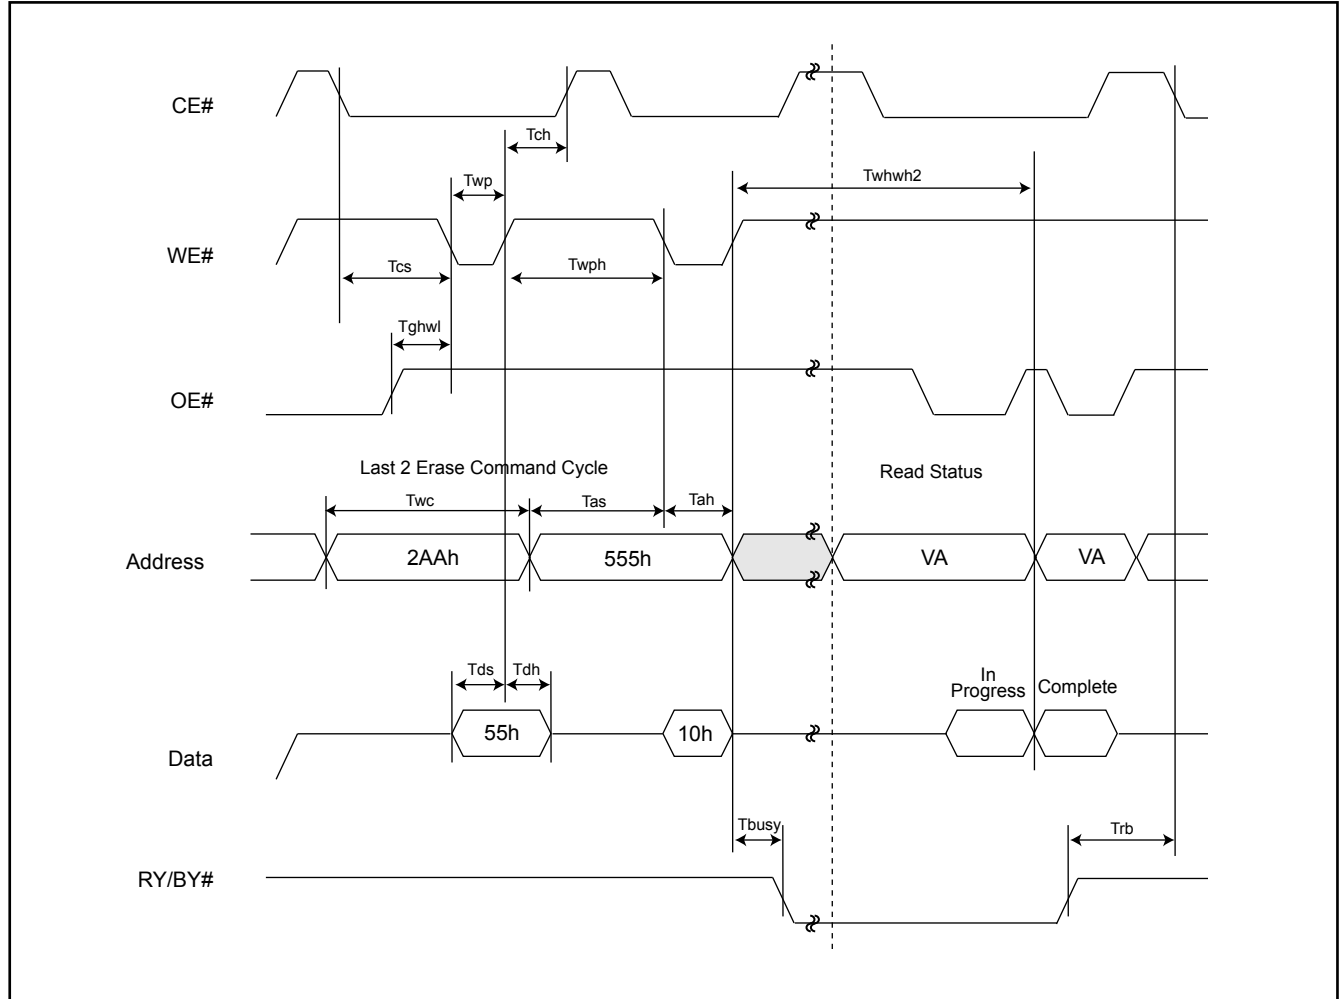 CE#
Tch
Twp
Twhwh2
WE#
Tcs
Twph
Tghwl
OE#
Last 2 Erase Command Cycle
Read Status
Twc
Tas
Tah
Address
2AAh
555h
VA
VA
Tds
Tdh
In
Progress
Complete
55h
10h
Data
Tbusy
Trb
RY/BY#